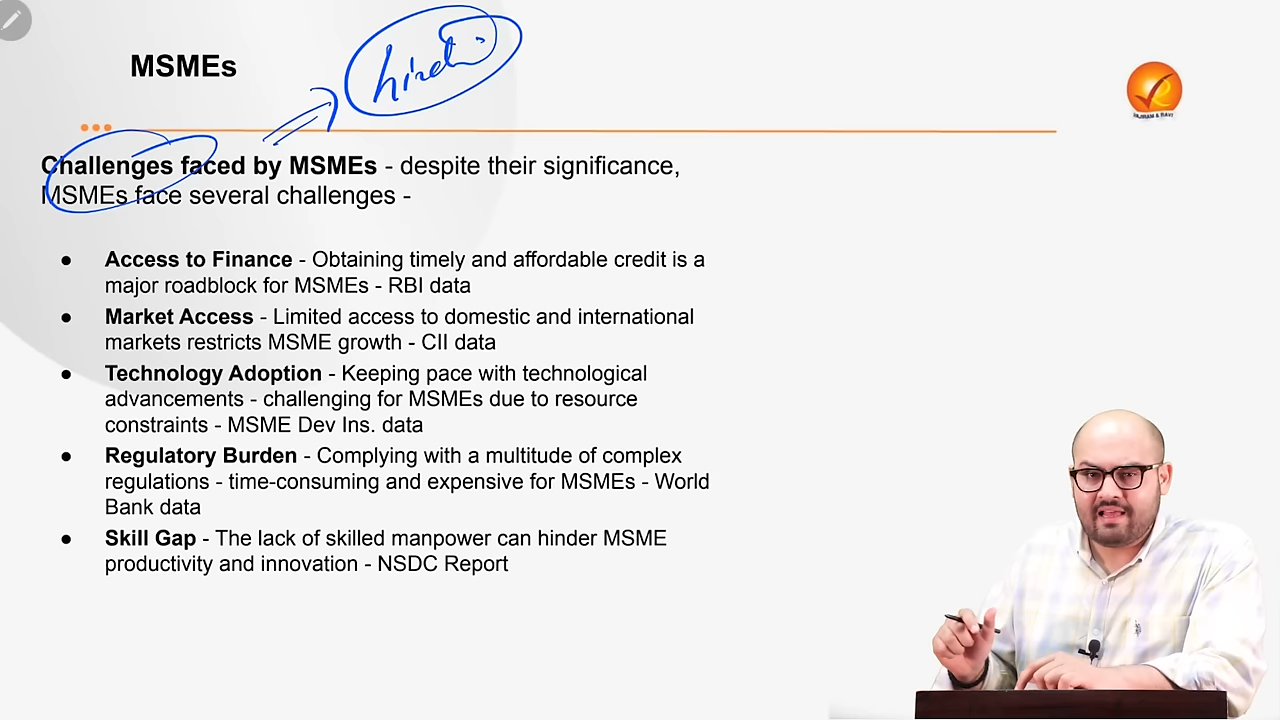 MSMEs
Challenges faced by MSMEs - despite their significance,
MSMEs face several challenges -
● Access to Finance - Obtaining timely and affordable credit is a
major roadblock for MSMEs - RBI data
● Market Access - Limited access to domestic and international
markets restricts MSME growth - CII data
● Technology Adoption - Keeping pace with technological
advancements - challenging for MSMEs due to resource
constraints - MSME Dev Ins. data
● Regulatory Burden - Complying with a multitude of complex
regulations - time-consuming and expensive for MSMEs - World
Bank data
● Skill Gap - The lack of skilled manpower can hinder MSME
productivity and innovation - NSDC Report